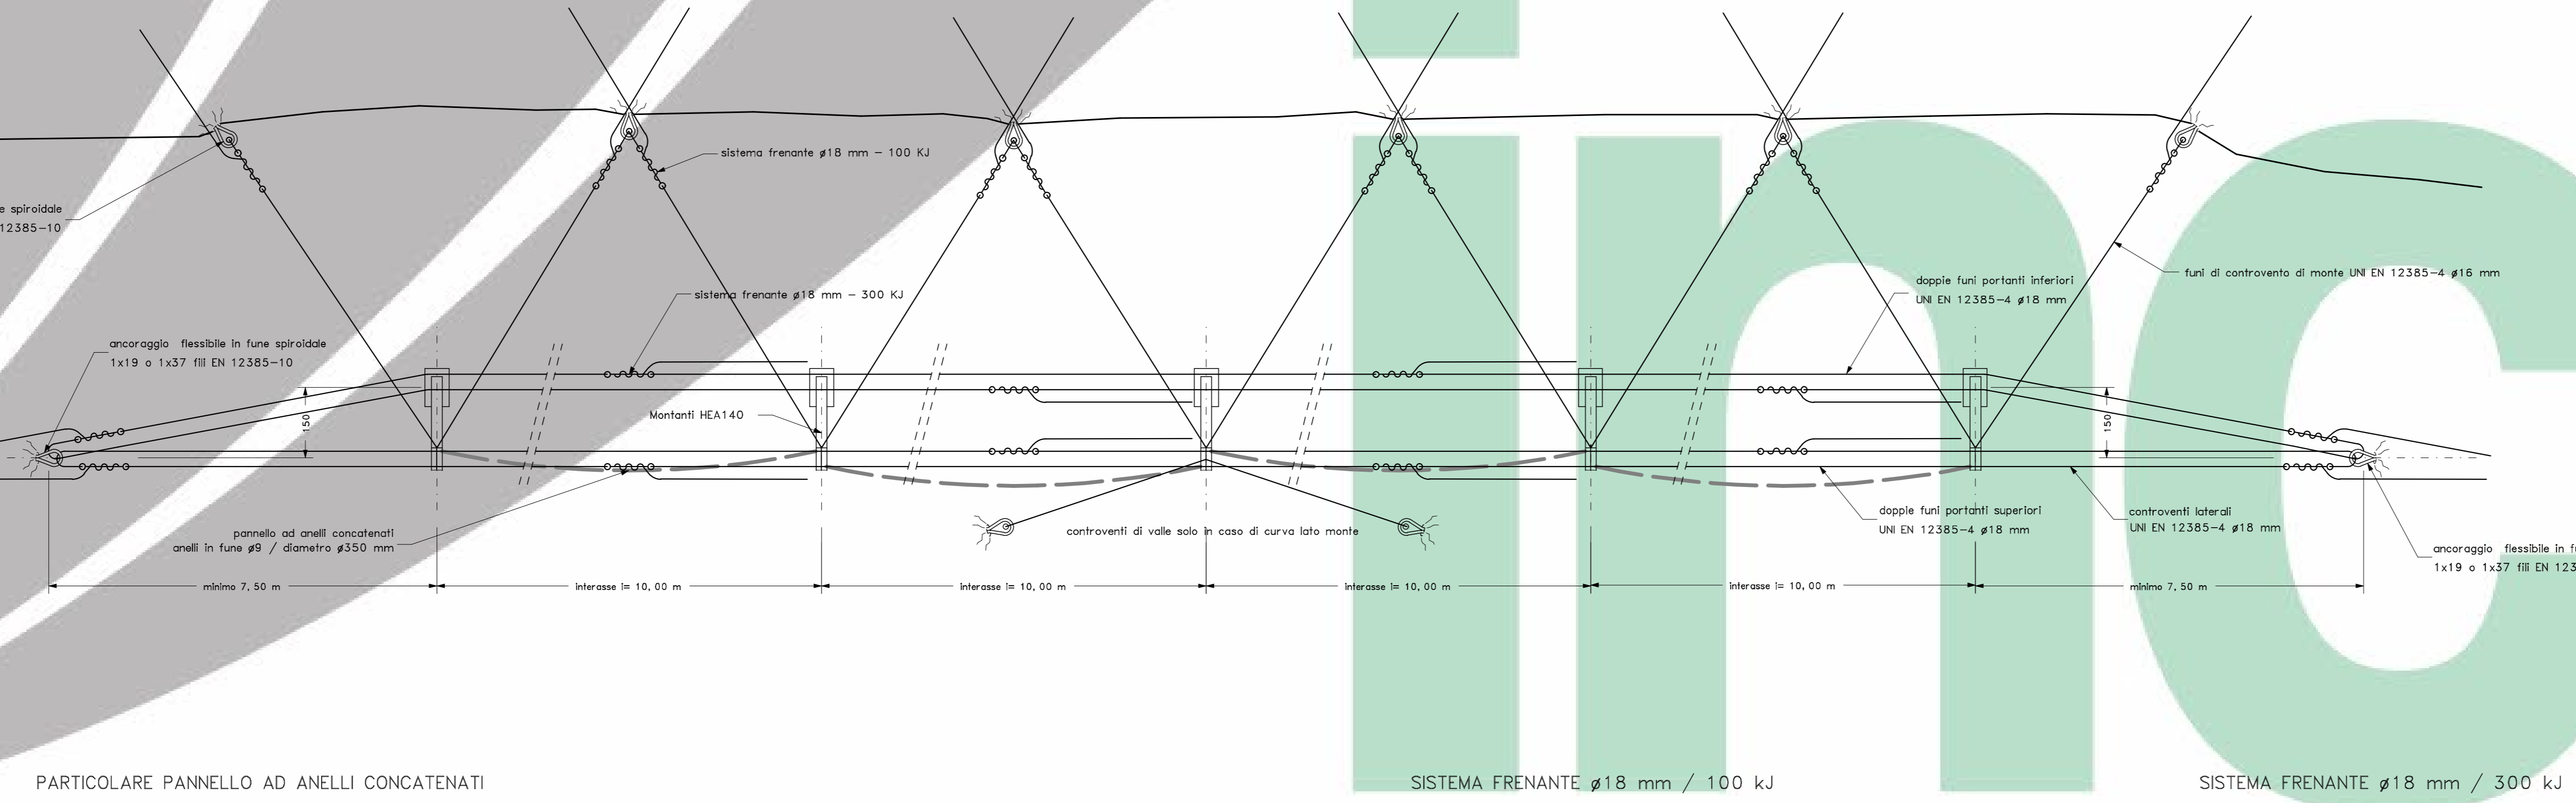 sistema frenante ø18 mm – 100 KJ
e spiroidale
12385–10
funi di controvento di monte UNI EN 12385–4 ø16 mm
doppie funi portanti inferiori
UNI EN 12385–4 ø18 mm
sistema frenante ø18 mm – 300 KJ
ancoraggio flessibile in fune spiroidale
1x19 o 1x37 fili EN 12385–10
150
Montanti HEA140
150
pannello ad anelli concatenati
anelli in fune ø9 / diametro ø350 mm
controventi di valle solo in caso di curva lato monte
doppie funi portanti superiori
UNI EN 12385–4 ø18 mm
controventi laterali
UNI EN 12385–4 ø18 mm
ancoraggio flessibile in f
1x19 o 1x37 fili EN 123
minimo 7,50 m
interasse i= 10,00 m
interasse i= 10,00 m
interasse i= 10,00 m
interasse i= 10,00 m
minimo 7,50 m
PARTICOLARE PANNELLO AD ANELLI CONCATENATI
SISTEMA FRENANTE ø18 mm / 100 kJ
SISTEMA FRENANTE ø18 mm / 300 kJ
inc